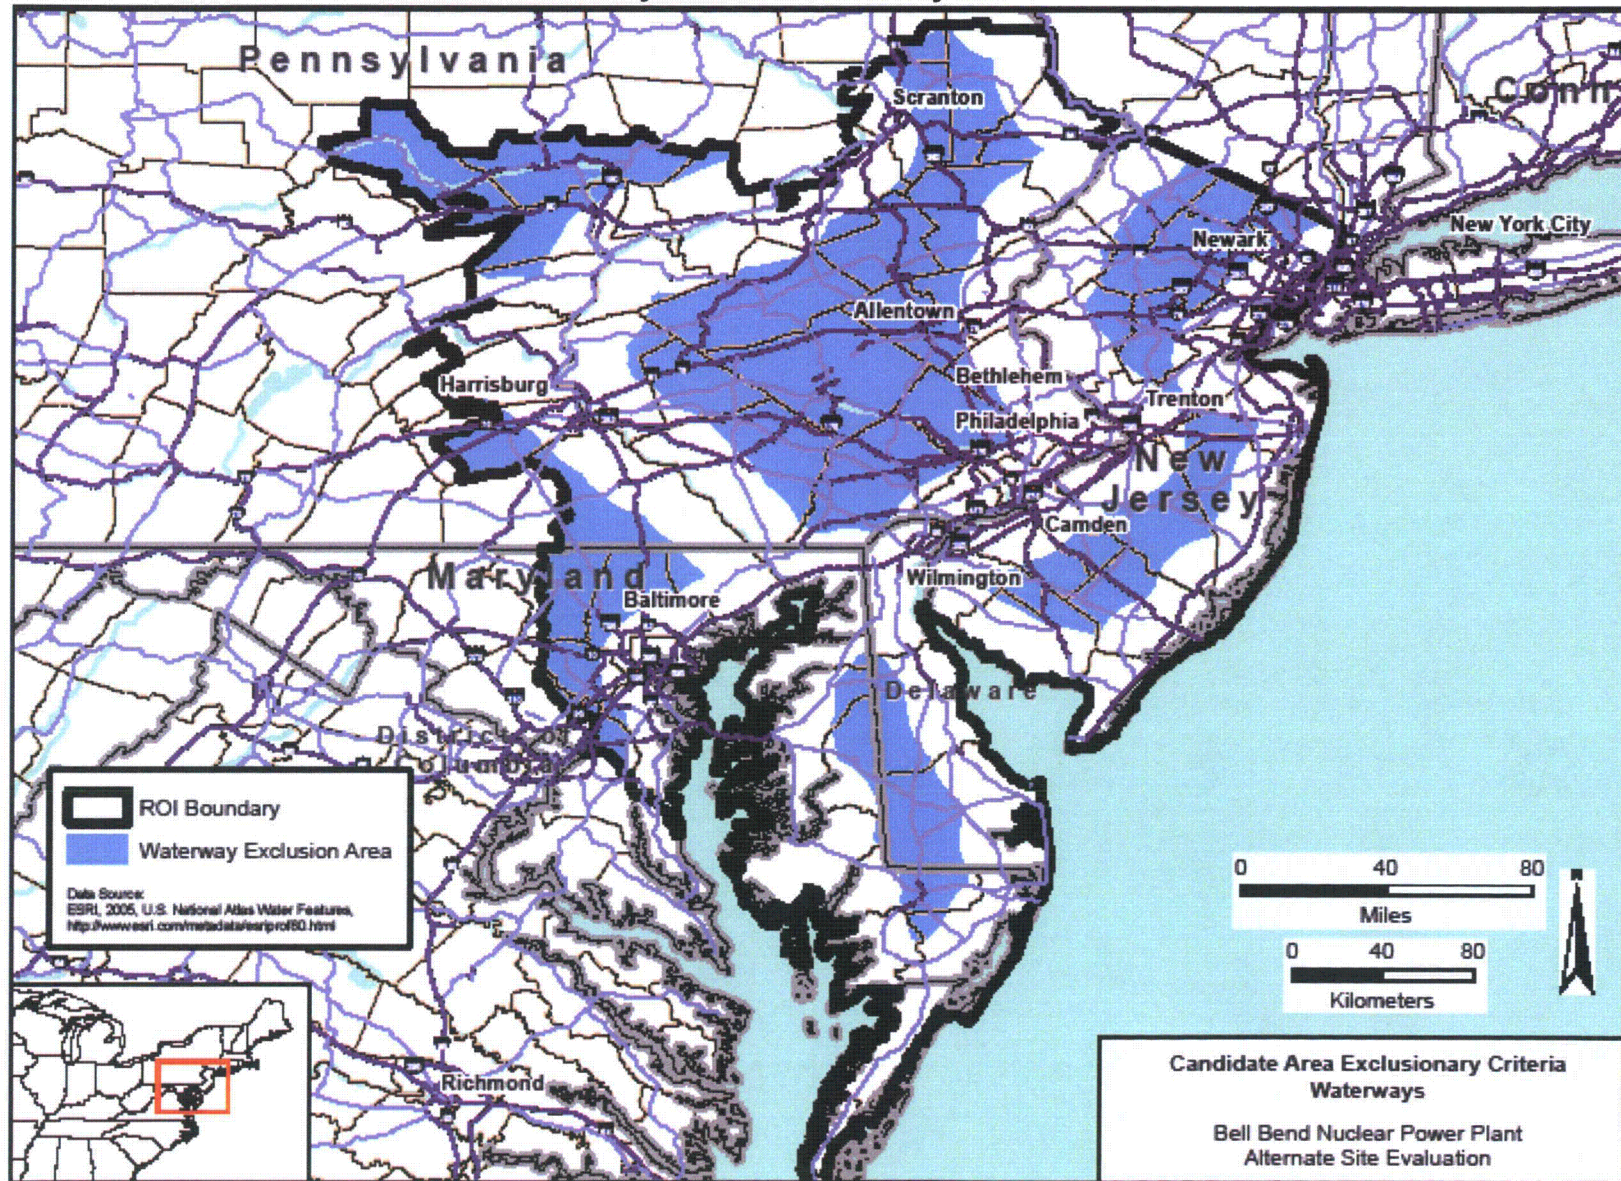 Pennsylvania
Conn
Scranton
Newark
New York City
Allentown
Harrisburg
Bethlehem
Trenton
Philadelphia
New
Jersey
Camden
Maryland
Wilmington
Baltimore
Delaware
District of
Columbia
ROI Boundary
Waterway Exclusion Area
Data Source:
ESRI, 2005, U.S. National Atlas Water Features,
Richmond
0 40 80
Miles
0 40 80
Kilometers
Candidate Area Exclusionary Criteria
Waterways
Bell Bend Nuclear Power Plant
Alternate Site Evaluation